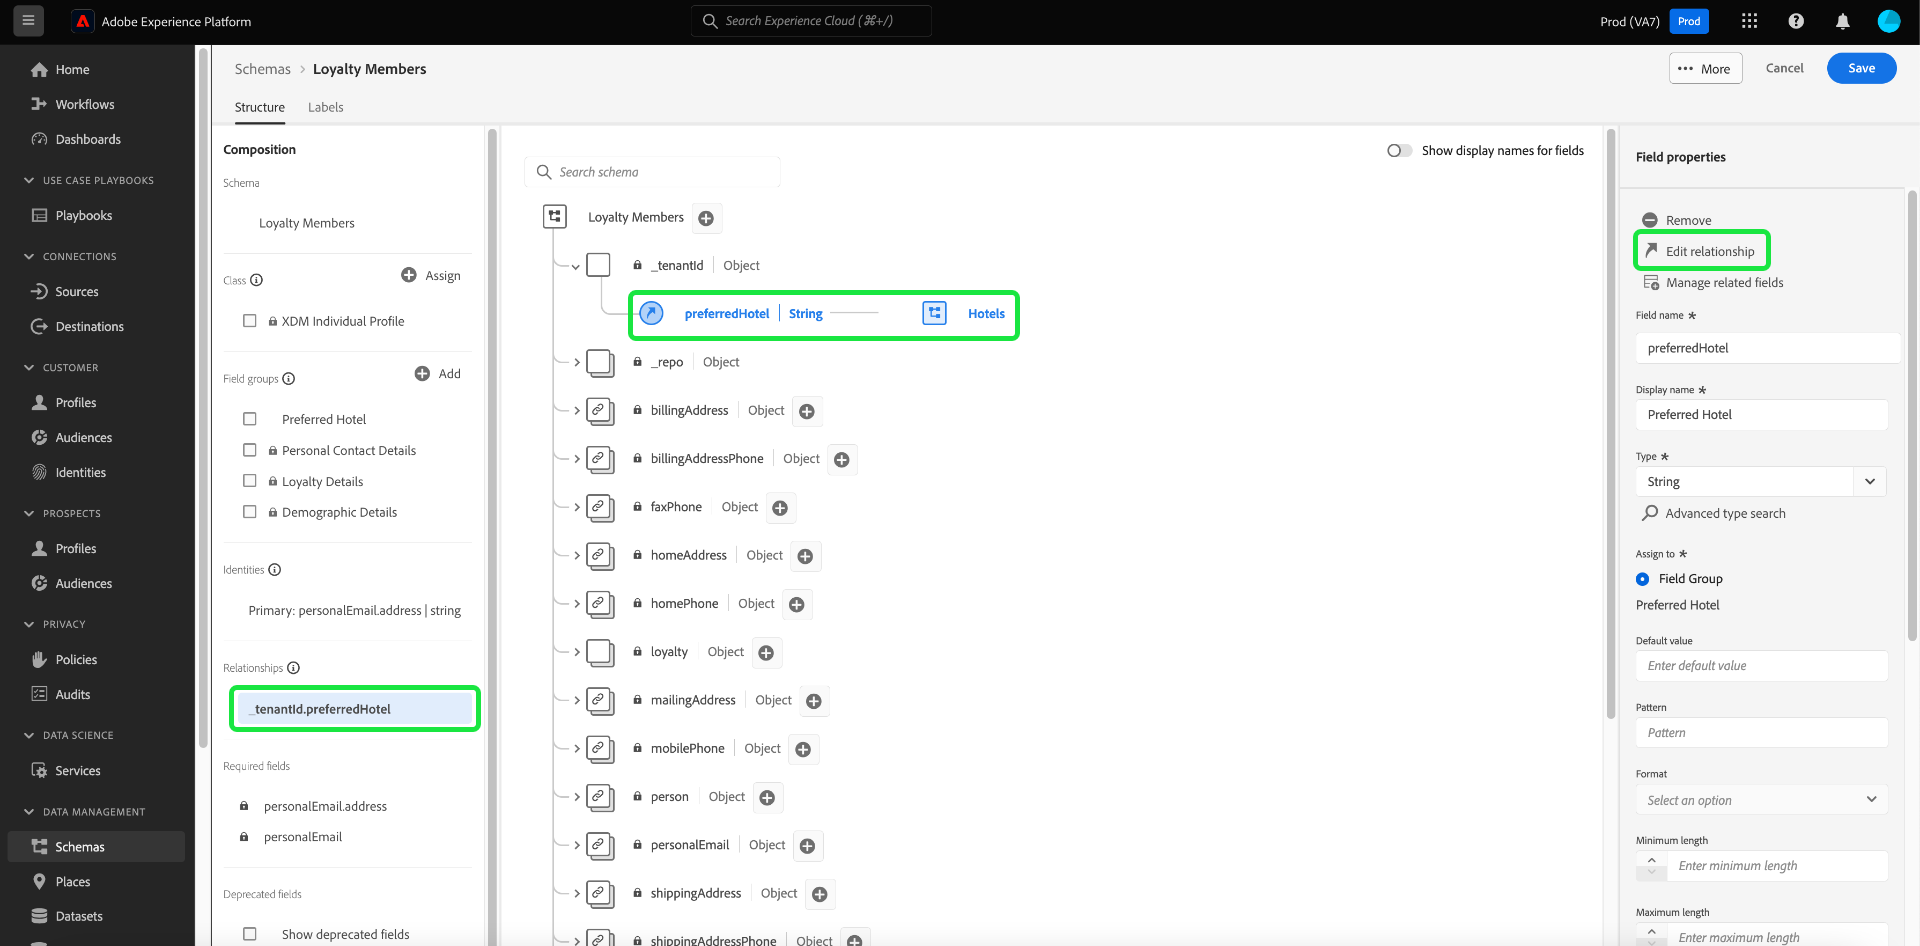 Adobe Experience Platform
Search Experience Cloud (⌘+/)
Prod (VA7)
Prod
Home
Workflows
Dashboards
USE CASE PLAYBOOKS
Playbooks
CONNECTIONS
Sources
Destinations
CUSTOMER
Profiles
Audiences
Identities
PROSPECTS
Profiles
Audiences
PRIVACY
Policies
Audits
DATA SCIENCE
Services
DATA MANAGEMENT
Schemas
Places
Datasets
Schemas > Loyalty Members
••• More
Cancel
Save
Structure
Labels
Composition
Schema
Loyalty Members
Class
Assign
XDM Individual Profile
Field groups
Add
Preferred Hotel
Personal Contact Details
Loyalty Details
Demographic Details
Identities
Primary: personalEmail.address | string
Relationships
_tenantId.preferredHotel
Required fields
personalEmail.address
personalEmail
Deprecated fields
Show deprecated fields
Search schema
Show display names for fields
Loyalty Members
_tenantId | Object
preferredHotel | String Hotels
_repo | Object
billingAddress | Object
billingAddressPhone | Object
faxPhone | Object
homeAddress | Object
homePhone | Object
loyalty | Object
mailingAddress | Object
mobilePhone | Object
person | Object
personalEmail | Object
shippingAddress | Object
shippingAddressPhone | Object
Field properties
Remove
Edit relationship
Manage related fields
Field name *
preferredHotel
Display name *
Preferred Hotel
Type *
String
Advanced type search
Assign to *
Field Group
Preferred Hotel
Default value
Enter default value
Pattern
Pattern
Format
Select an option
Minimum length
Enter minimum length
Maximum length
Enter maximum length